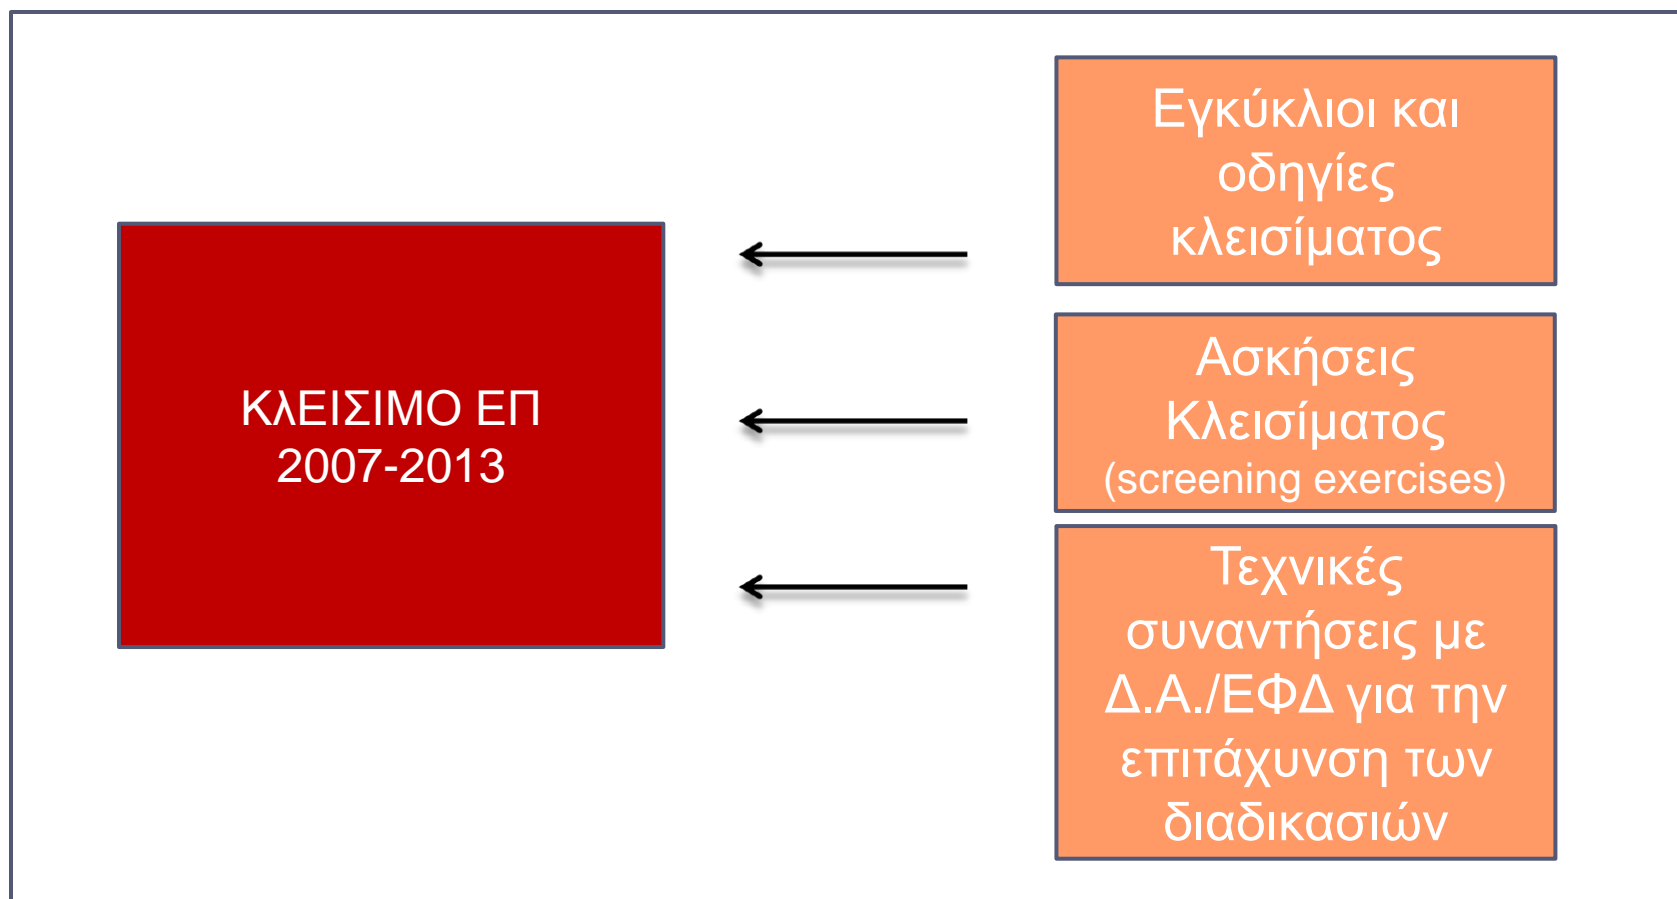 ΚλΕΙΣΙΜΟ ΕΠ
2007-2013
Εγκύκλιοι και
οδηγίες
κλεισίματος
Ασκήσεις
Κλεισίματος
(screening exercises)
Τεχνικές
συναντήσεις με
Δ.Α./ΕΦΔ για την
επιτάχυνση των
διαδικασιών